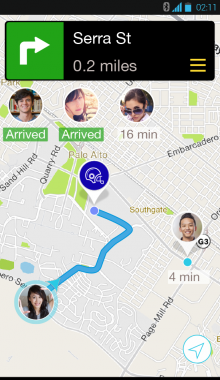 02:11
Serra St
0.2 miles
Arrived
Arrived
16 min
Park
Embarcadero
Palo Alto
Sand Hill Rd
Quarry Rd
Southgate
G3
4 min
Page Mill Rd